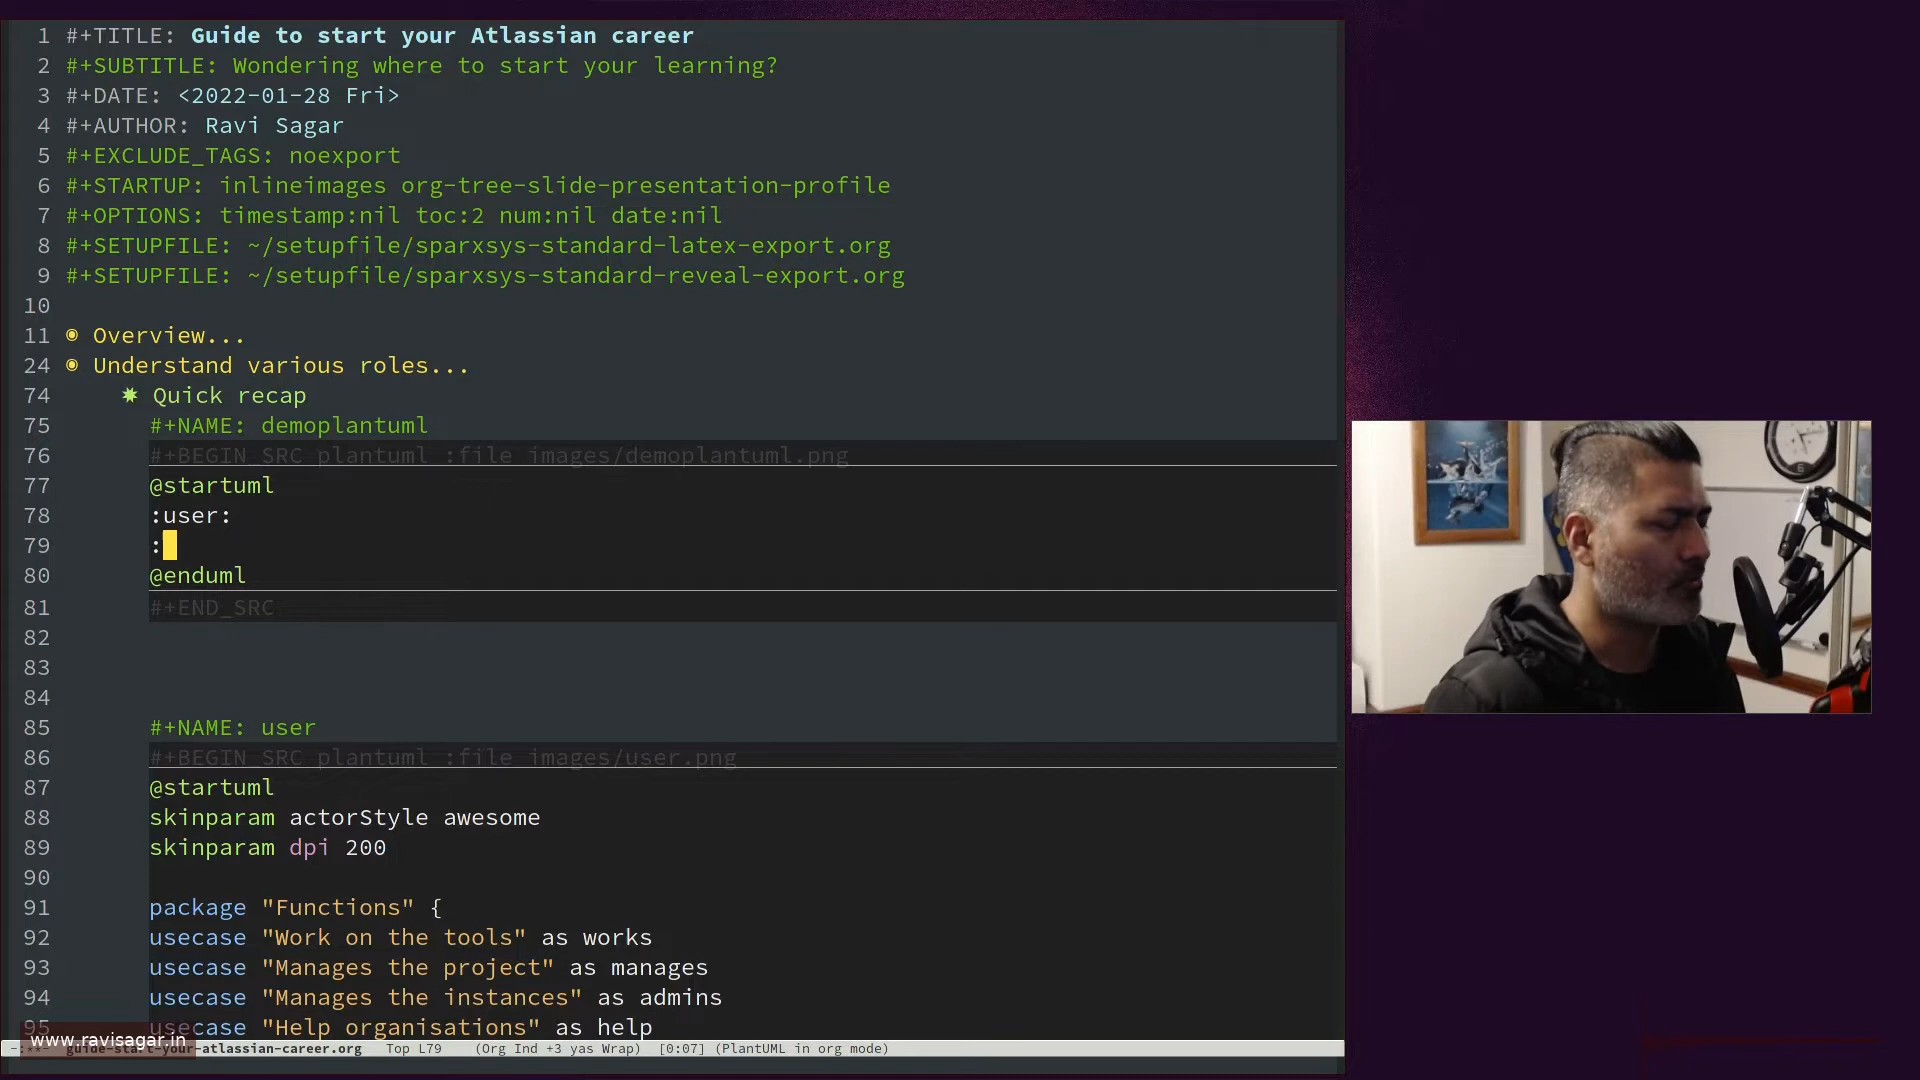 1 #+TITLE: Guide to start your Atlassian career
2 #+SUBTITLE: Wondering where to start your learning?
3 #+DATE: <2022-01-28 Fri>
4 #+AUTHOR: Ravi Sagar
5 #+EXCLUDE_TAGS: noexport
6 #+STARTUP: inlineimages org-tree-slide-presentation-profile
7 #+OPTIONS: timestamp:nil toc:2 num:nil date:nil
8 #+SETUPFILE: ~/setupfile/sparxsys-standard-latex-export.org
9 #+SETUPFILE: ~/setupfile/sparxsys-standard-reveal-export.org
10
11 ◉ Overview...
24 ◉ Understand various roles...
74 ✸ Quick recap
75 #+NAME: demoplantuml
76 #+BEGIN_SRC plantuml :file images/demoplantuml.png
77 @startuml
78 :user:
79 :
80 @enduml
81 #+END_SRC
82
83
84
85 #+NAME: user
86 #+BEGIN_SRC plantuml :file images/user.png
87 @startuml
88 skinparam actorStyle awesome
89 skinparam dpi 200
90
91 package "Functions" {
92 usecase "Work on the tools" as works
93 usecase "Manages the project" as manages
94 usecase "Manages the instances" as admins
95 usecase "Help organisations" as help
www.ravisagar.in
-:**- guide-start-your-atlassian-career.org Top L79 (Org Ind +3 yas Wrap) [0:07] (PlantUML in org mode)